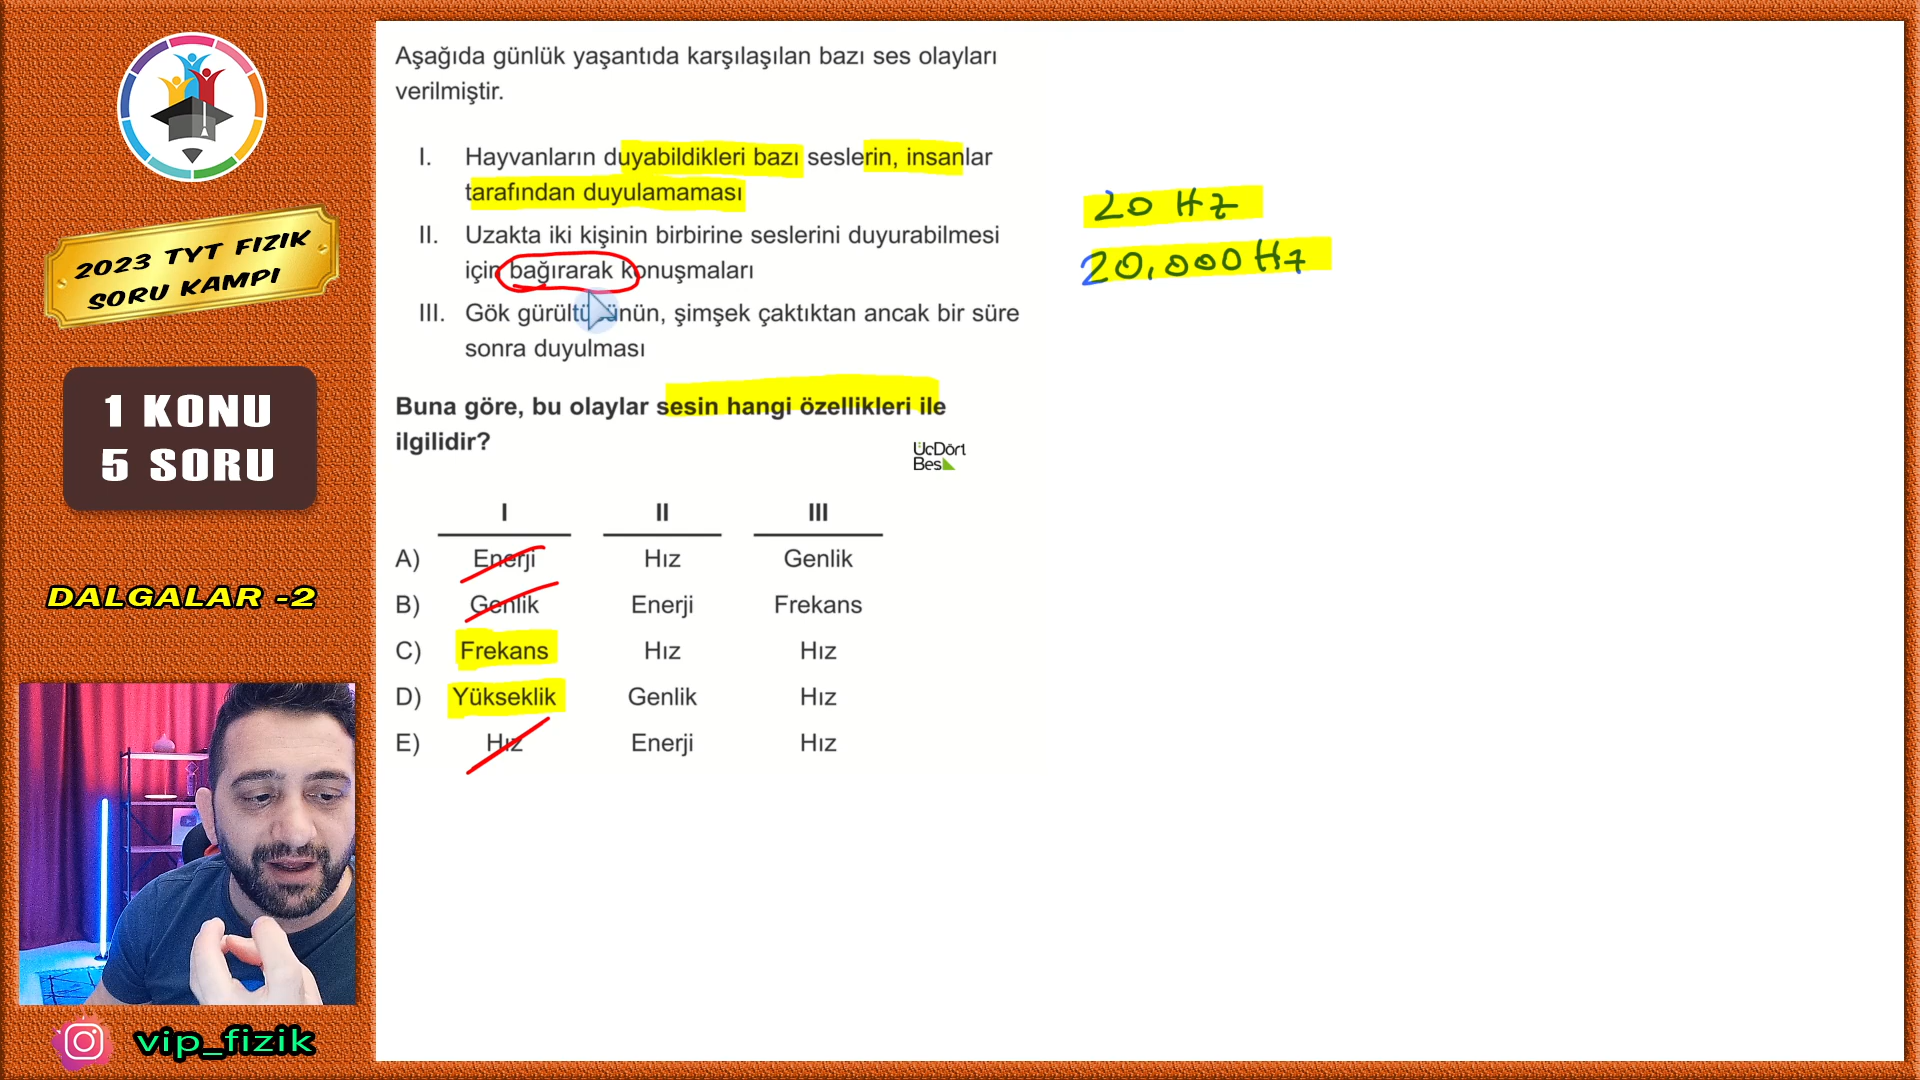 2023 TYT FIZIK
SORU KAMPI
1 KONU
5 SORU
DALGALAR -2
vip_fizik
Aşağıda günlük yaşantıda karşılaşılan bazı ses olayları
verilmiştir.
I. Hayvanların duyabildikleri bazı seslerin, insanlar
tarafından duyulamaması
II. Uzakta iki kişinin birbirine seslerini duyurabilmesi
için bağırarak konuşmaları
III. Gök gürültüsünün, şimşek çaktıktan ancak bir süre
sonra duyulması
Buna göre, bu olaylar sesin hangi özellikleri ile
ilgilidir?
ÜçDört
Beş
I II III
A) Enerji Hız Genlik
B) Genlik Enerji Frekans
C) Frekans Hız Hız
D) Yükseklik Genlik Hız
E) Hız Enerji Hız
20 Hz
20.000 Hz